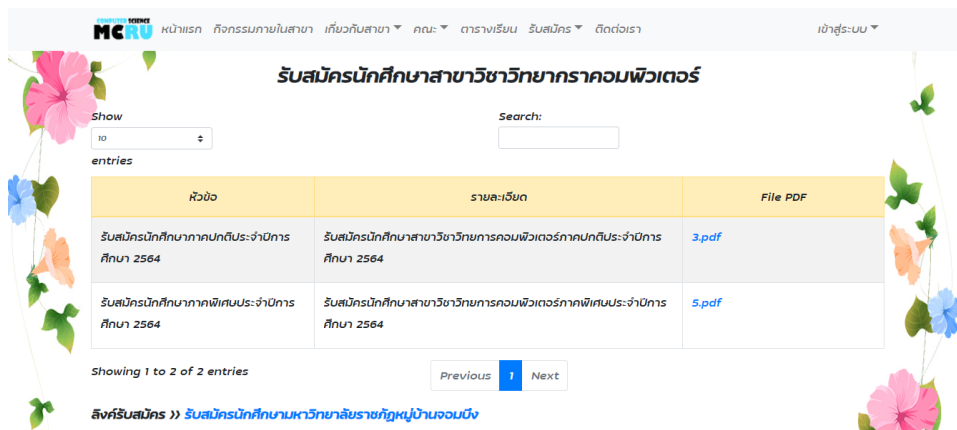 COMPUTER SCIENCE
MCRU หน้าแรก กิจกรรมภายในสาขา เกี่ยวกับสาขา คณะ ตารางเรียน รับสมัคร ติดต่อเรา เข้าสู่ระบบ
รับสมัครนักศึกษาสาขาวิชาวิทยากราคอมพิวเตอร์
Show Search:
10
entries
หัวข้อ รายละเอียด File PDF
รับสมัครนักศึกษาภาคปกติประจำปีการ รับสมัครนักศึกษาสาขาวิชาวิทยการคอมพิวเตอร์ภาคปกติประจำปีการ 3.pdf
ศึกษา 2564 ศึกษา 2564
รับสมัครนักศึกษาภาคพิเศษประจำปีการ รับสมัครนักศึกษาสาขาวิชาวิทยการคอมพิวเตอร์ภาคพิเศษประจำปีการ 5.pdf
ศึกษา 2564 ศึกษา 2564
Showing 1 to 2 of 2 entries Previous 1 Next
ลิงค์รับสมัคร ⟩⟩ รับสมัครนักศึกษามหาวิทยาลัยราชภัฏหมู่บ้านจอมบึง